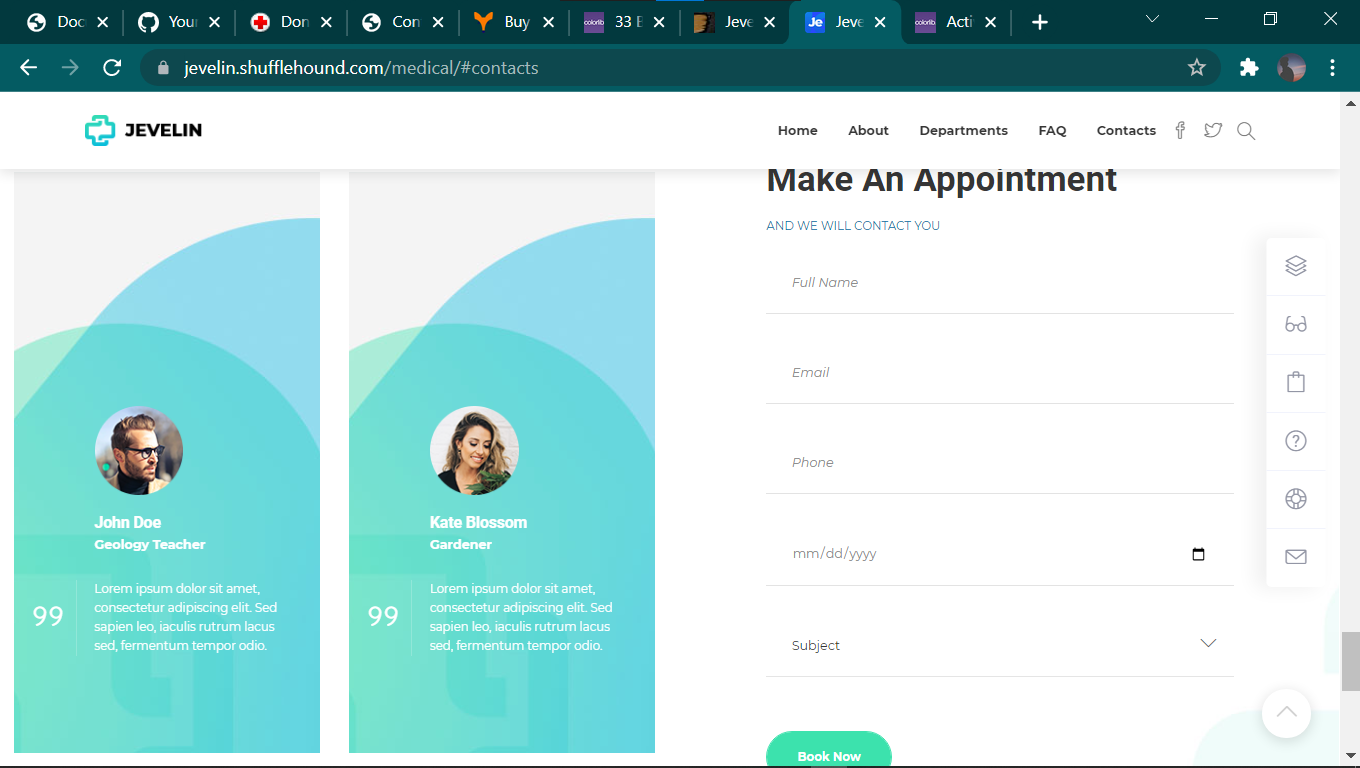 Doc
Your
Don
Con
Buy
colorlib
33 E
Jeve
Je
Jeve
colorlib
Acti
jevelin.shufflehound.com/medical/#contacts
JEVELIN
Home
About
Departments
FAQ
Contacts
Make An Appointment
AND WE WILL CONTACT YOU
Full Name
Email
Phone
mm/dd/yyyy
Subject
Book Now
John Doe
Geology Teacher
99
Lorem ipsum dolor sit amet,
consectetur adipiscing elit. Sed
sapien leo, iaculis rutrum lacus
sed, fermentum tempor odio.
Kate Blossom
Gardener
99
Lorem ipsum dolor sit amet,
consectetur adipiscing elit. Sed
sapien leo, iaculis rutrum lacus
sed, fermentum tempor odio.